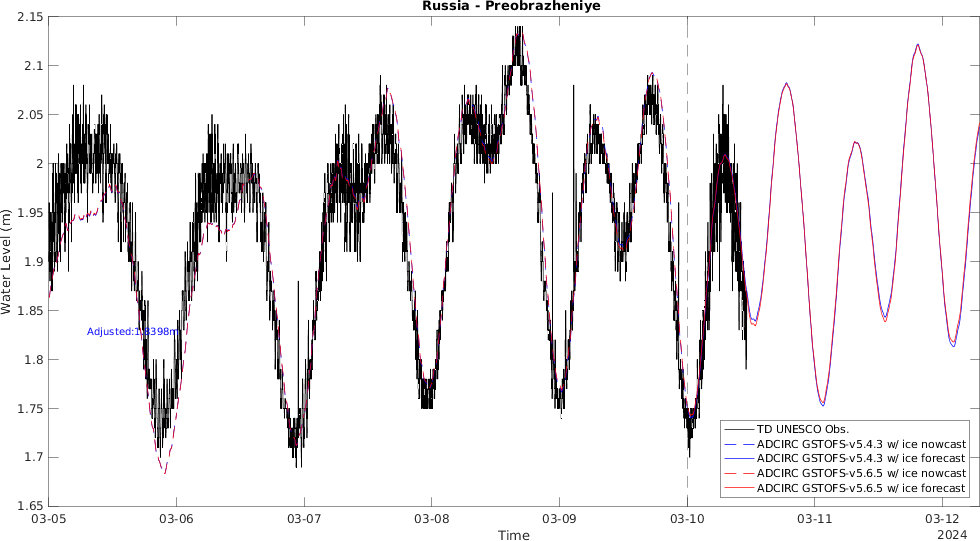 Russia - Preobrazheniye
2.15
2.1
2.05
2
1.95
1.9
1.85
1.8
1.75
1.7
1.65
Water Level (m)
Adjusted:1.8398m
TD UNESCO Obs.
ADCIRC GSTOFS-v5.4.3 w/ ice nowcast
ADCIRC GSTOFS-v5.4.3 w/ ice forecast
ADCIRC GSTOFS-v5.6.5 w/ ice nowcast
ADCIRC GSTOFS-v5.6.5 w/ ice forecast
03-05 03-06 03-07 03-08 03-09 03-10 03-11 03-12
Time
2024